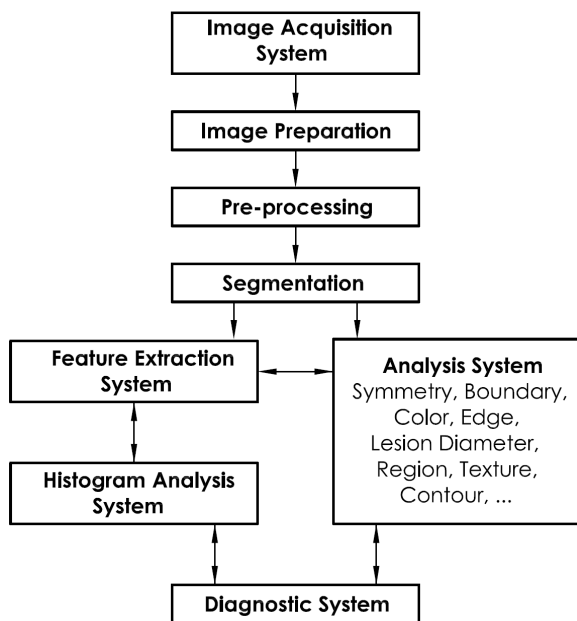 Image Acquisition
System
Image Preparation
Pre-processing
Segmentation
Feature Extraction
System
Analysis System
Symmetry, Boundary,
Color, Edge,
Lesion Diameter,
Region, Texture,
Contour, ...
Histogram Analysis
System
Diagnostic System